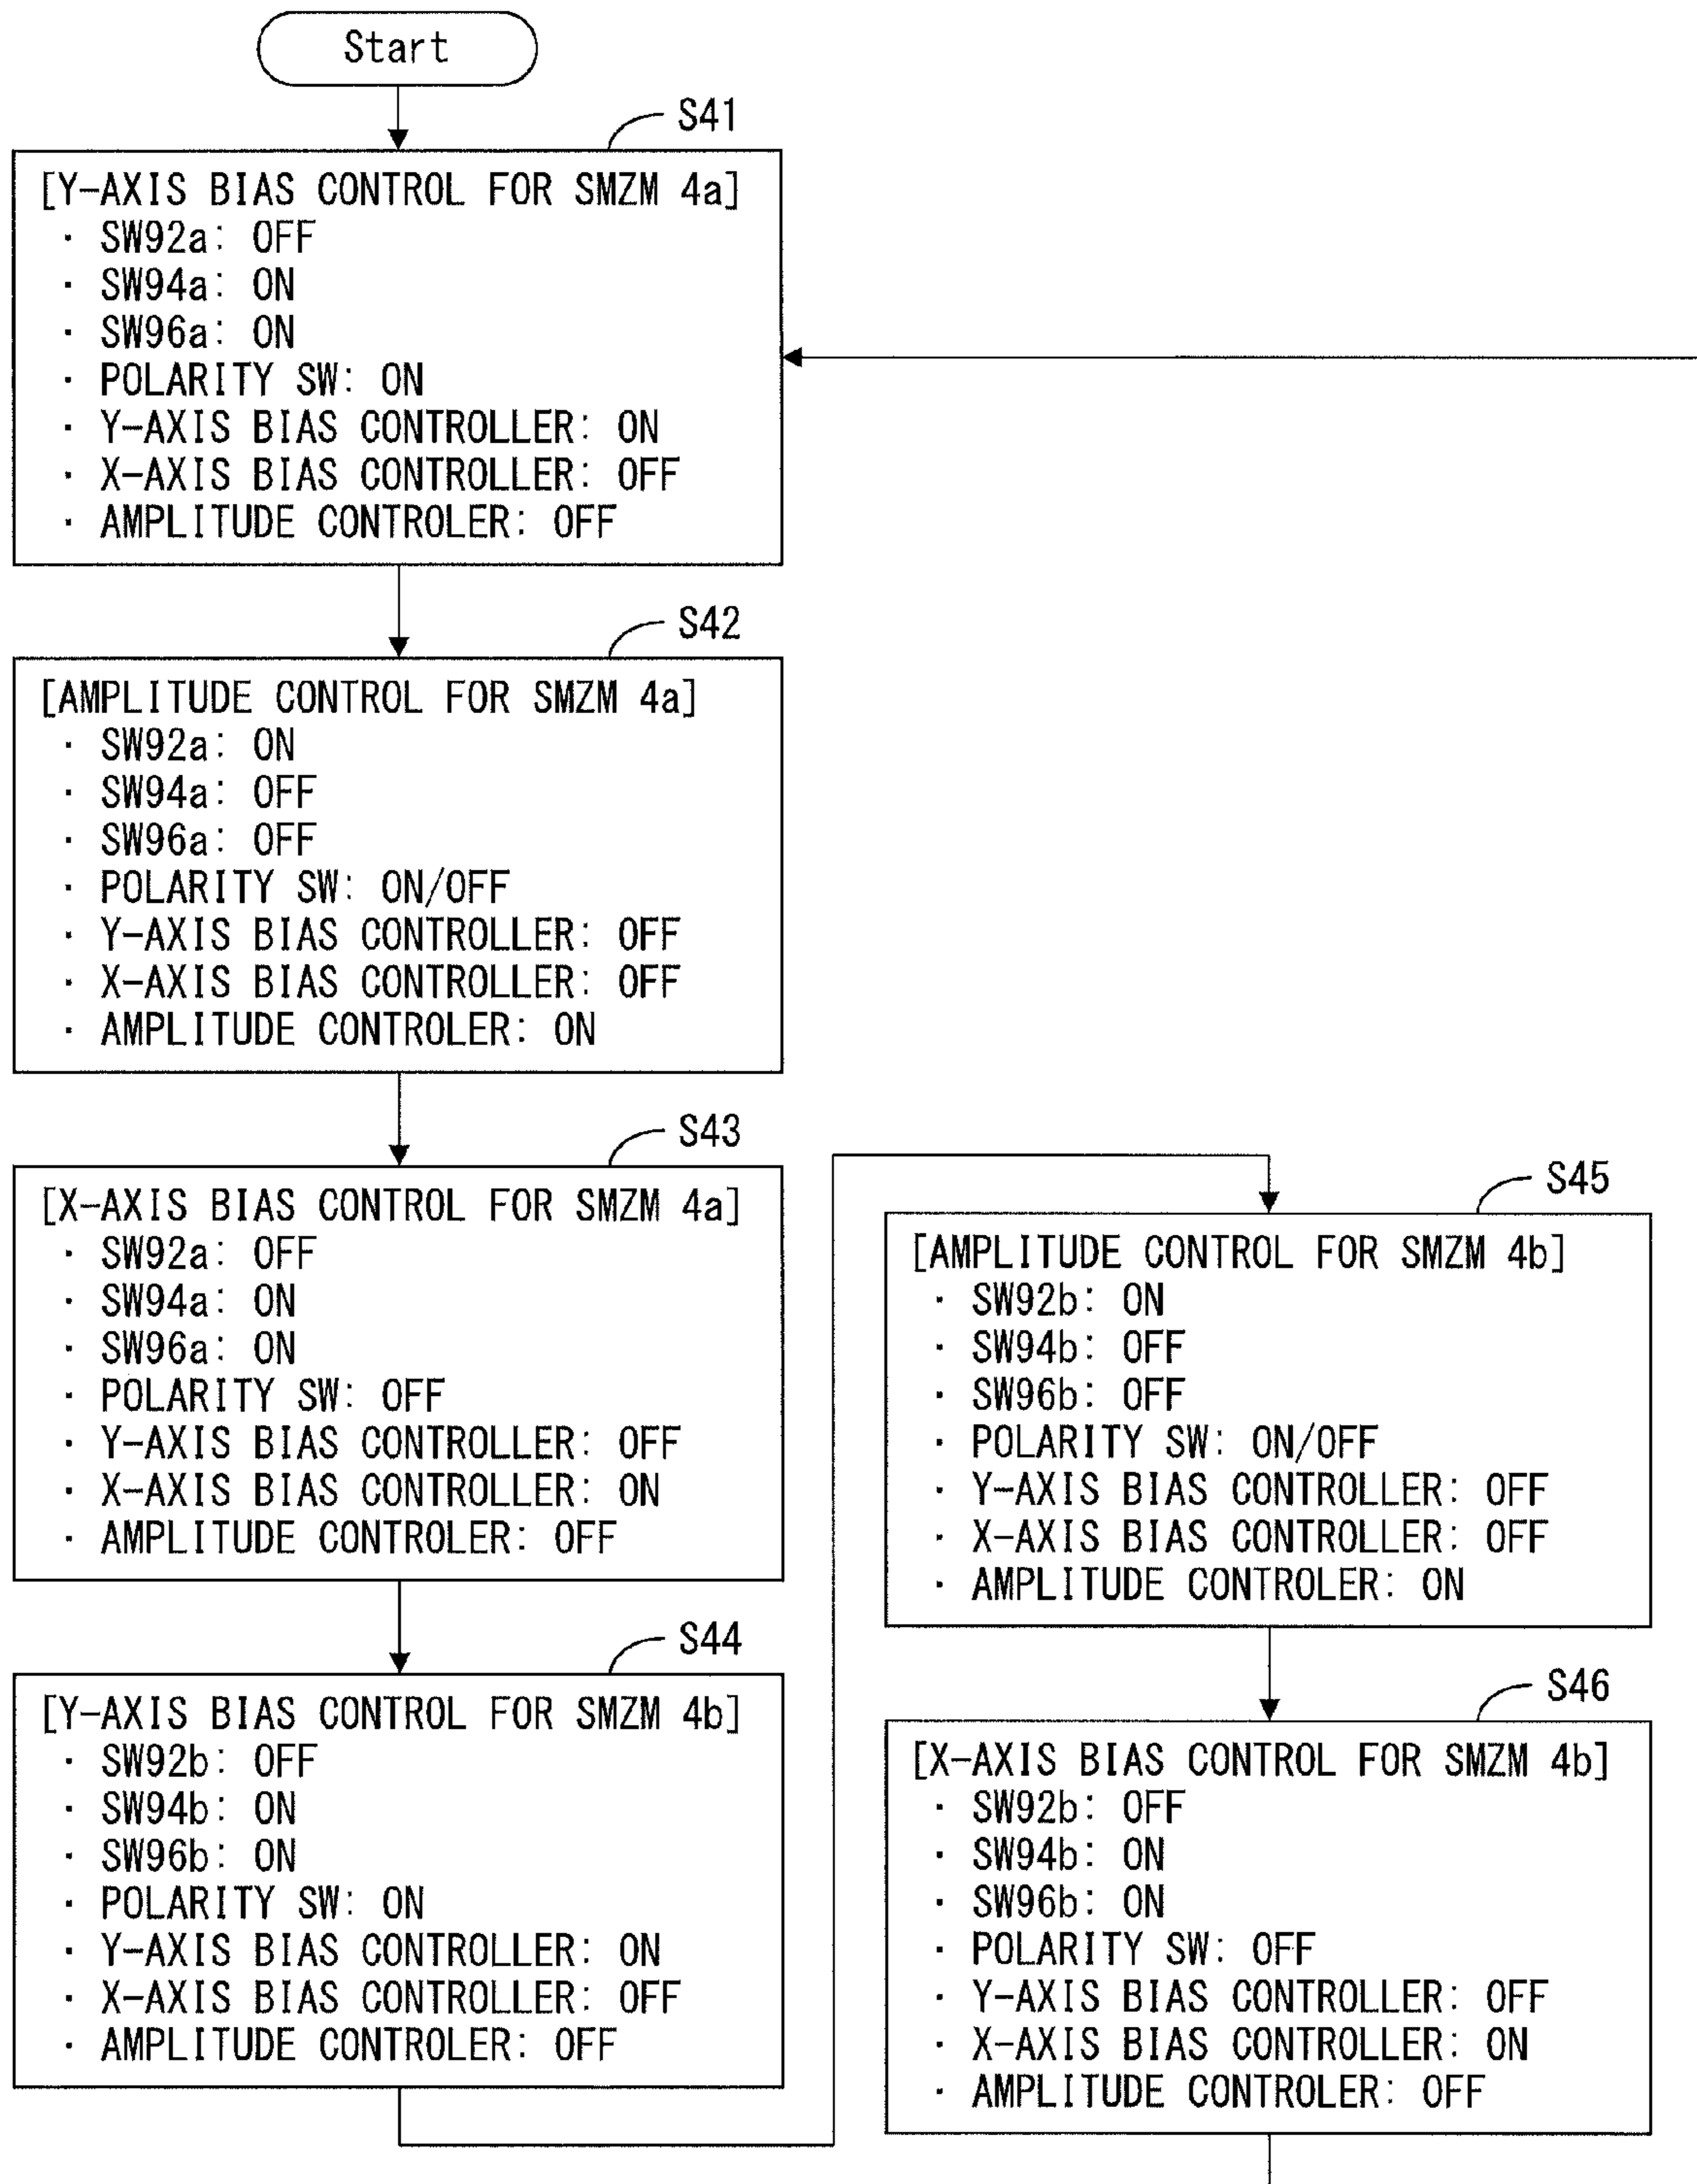 Start
S41
[Y-AXIS BIAS CONTROL FOR SMZM 4a]
· SW92a: OFF
· SW94a: ON
· SW96a: ON
· POLARITY SW: ON
· Y-AXIS BIAS CONTROLLER: ON
· X-AXIS BIAS CONTROLLER: OFF
· AMPLITUDE CONTROLER: OFF
S42
[AMPLITUDE CONTROL FOR SMZM 4a]
· SW92a: ON
· SW94a: OFF
· SW96a: OFF
· POLARITY SW: ON/OFF
· Y-AXIS BIAS CONTROLLER: OFF
· X-AXIS BIAS CONTROLLER: OFF
· AMPLITUDE CONTROLER: ON
S43
[X-AXIS BIAS CONTROL FOR SMZM 4a]
· SW92a: OFF
· SW94a: ON
· SW96a: ON
· POLARITY SW: OFF
· Y-AXIS BIAS CONTROLLER: OFF
· X-AXIS BIAS CONTROLLER: ON
· AMPLITUDE CONTROLER: OFF
S44
[Y-AXIS BIAS CONTROL FOR SMZM 4b]
· SW92b: OFF
· SW94b: ON
· SW96b: ON
· POLARITY SW: ON
· Y-AXIS BIAS CONTROLLER: ON
· X-AXIS BIAS CONTROLLER: OFF
· AMPLITUDE CONTROLER: OFF
S45
[AMPLITUDE CONTROL FOR SMZM 4b]
· SW92b: ON
· SW94b: OFF
· SW96b: OFF
· POLARITY SW: ON/OFF
· Y-AXIS BIAS CONTROLLER: OFF
· X-AXIS BIAS CONTROLLER: OFF
· AMPLITUDE CONTROLER: ON
S46
[X-AXIS BIAS CONTROL FOR SMZM 4b]
· SW92b: OFF
· SW94b: ON
· SW96b: ON
· POLARITY SW: OFF
· Y-AXIS BIAS CONTROLLER: OFF
· X-AXIS BIAS CONTROLLER: ON
· AMPLITUDE CONTROLER: OFF